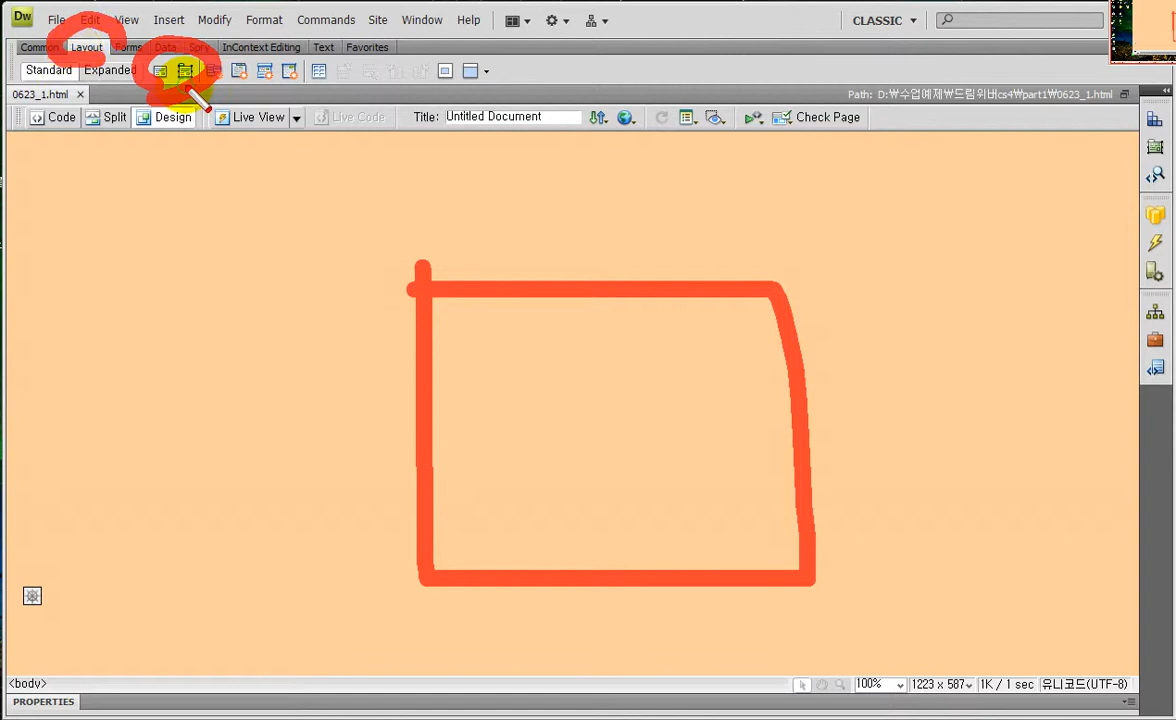 Dw File Edit View Insert Modify Format Commands Site Window Help CLASSIC
Common Layout Forms Data Spry InContext Editing Text Favorites
Standard Expanded
0623_1.html Path: D:₩수업예제₩드림위버cs4₩part1₩0623_1.html
Code Split Design Live View Live Code Title: Untitled Document Check Page
<body> 100% 1223 x 587 1K / 1 sec 유니코드(UTF-8)
PROPERTIES